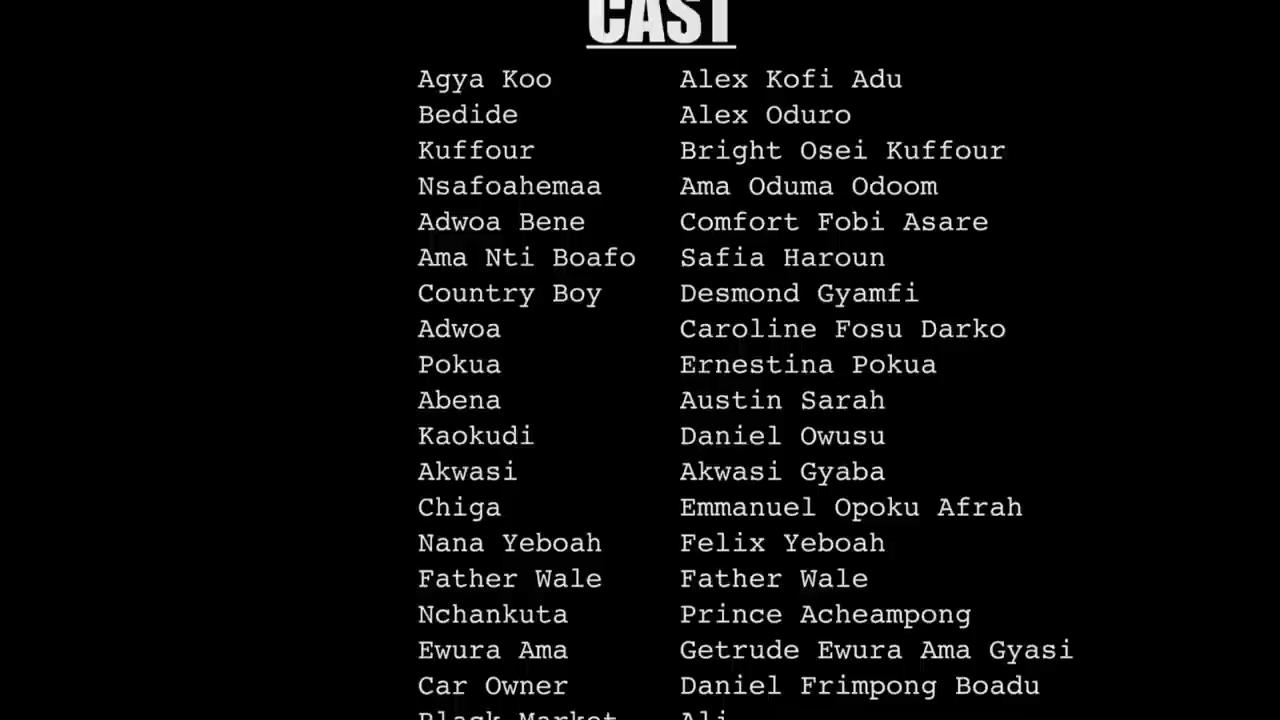 CAST
Agya Koo Alex Kofi Adu
Bedide Alex Oduro
Kuffour Bright Osei Kuffour
Nsafoahemaa Ama Oduma Odoom
Adwoa Bene Comfort Fobi Asare
Ama Nti Boafo Safia Haroun
Country Boy Desmond Gyamfi
Adwoa Caroline Fosu Darko
Pokua Ernestina Pokua
Abena Austin Sarah
Kaokudi Daniel Owusu
Akwasi Akwasi Gyaba
Chiga Emmanuel Opoku Afrah
Nana Yeboah Felix Yeboah
Father Wale Father Wale
Nchankuta Prince Acheampong
Ewura Ama Getrude Ewura Ama Gyasi
Car Owner Daniel Frimpong Boadu
Black Market Ali